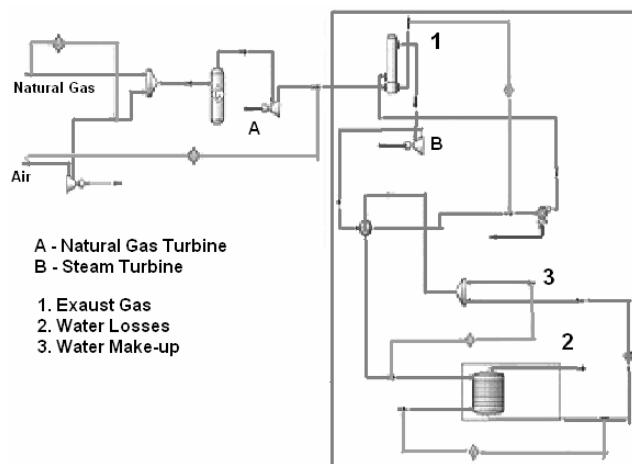 1
Natural Gas
A
B
Air
A - Natural Gas Turbine
B - Steam Turbine
3
1. Exaust Gas
2. Water Losses
3. Water Make-up
2